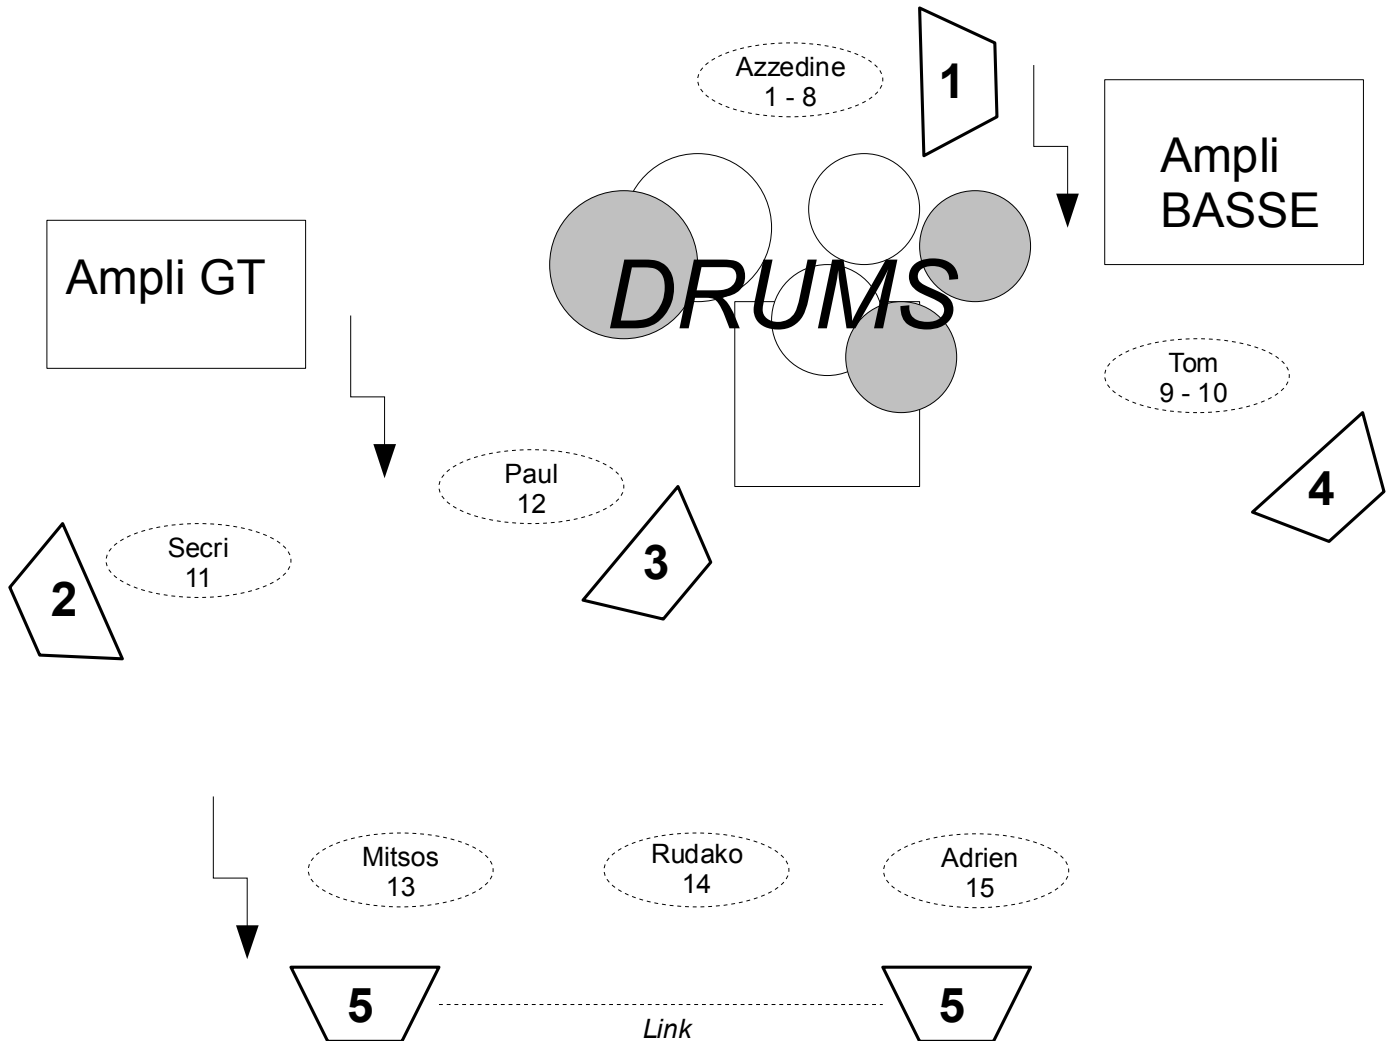 Azzedine
1 - 8
1
Ampli
BASSE
Ampli GT
DRUMS
Tom
9 - 10
Paul
12
4
Secri
11
3
2
Mitsos
13
Rudako
14
Adrien
15
5
5
Link